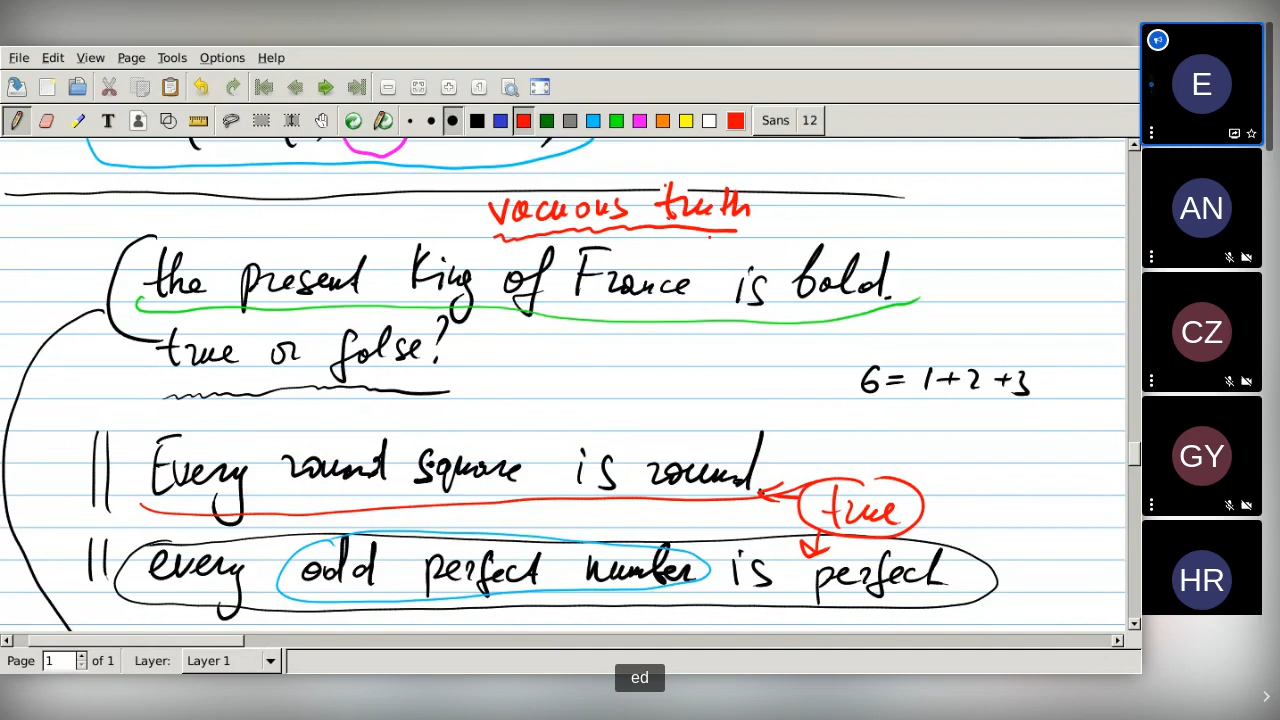 File Edit View Page Tools Options Help
Sans 12
vacuous truth
the present King of France is bald.
true or false?
6 = 1+2+3
Every round square is round.
true
every odd perfect number is perfect
Page 1 of 1 Layer: Layer 1
ed
E
AN
CZ
GY
HR